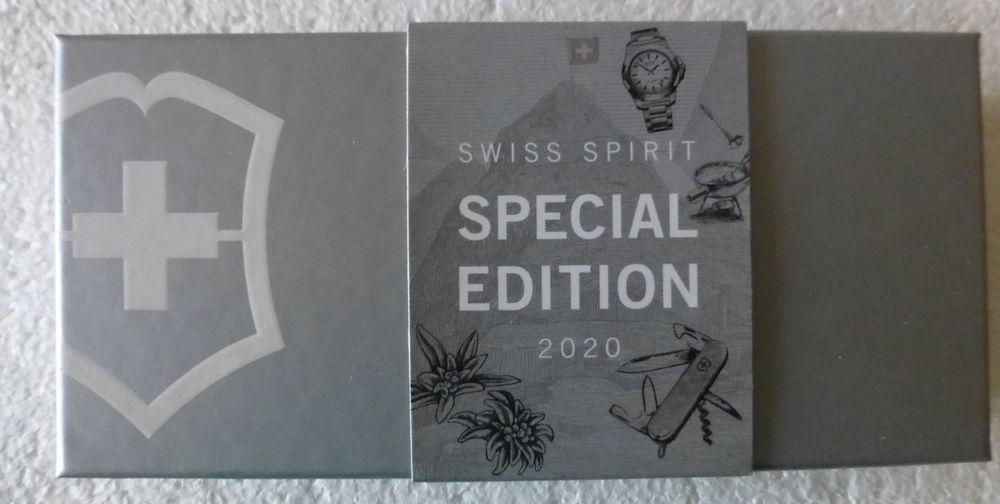 SWISS SPIRIT
SPECIAL
EDITION
2020